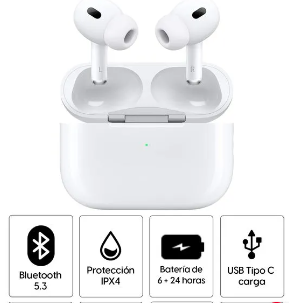 Bluetooth
5.3
Protección
IPX4
Batería de
6 + 24 horas
USB Tipo C
carga